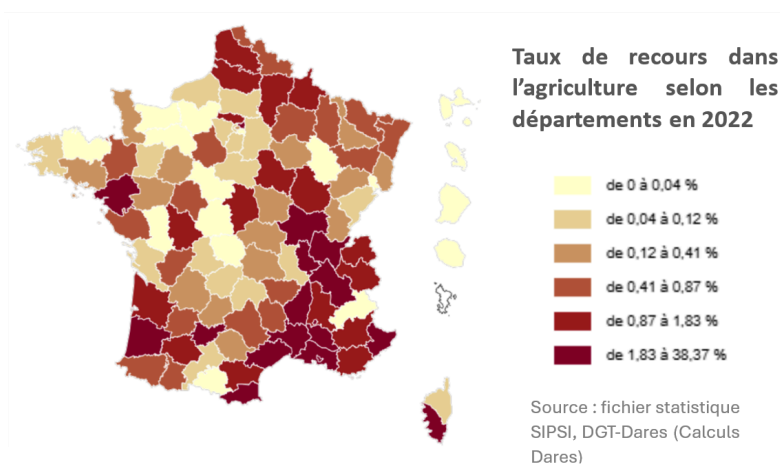 Taux de recours dans
l’agriculture selon les
départements en 2022
de 0 à 0,04 %
de 0,04 à 0,12 %
de 0,12 à 0,41 %
de 0,41 à 0,87 %
de 0,87 à 1,83 %
de 1,83 à 38,37 %
Source : fichier statistique
SIPSI, DGT-Dares (Calculs
Dares)